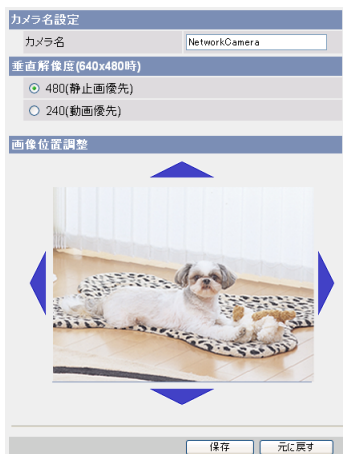 カメラ名設定
カメラ名 NetworkCamera
垂直解像度(640x480時)
480(静止画優先)
240(動画優先)
画像位置調整
保存 元に戻す